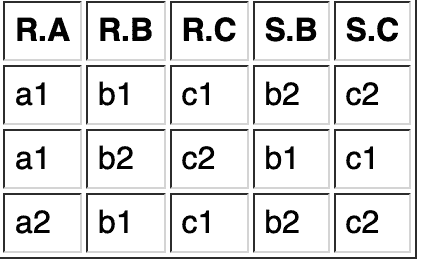 R.A R.B R.C S.B S.C
a1 b1 c1 b2 c2
a1 b2 c2 b1 c1
a2 b1 c1 b2 c2